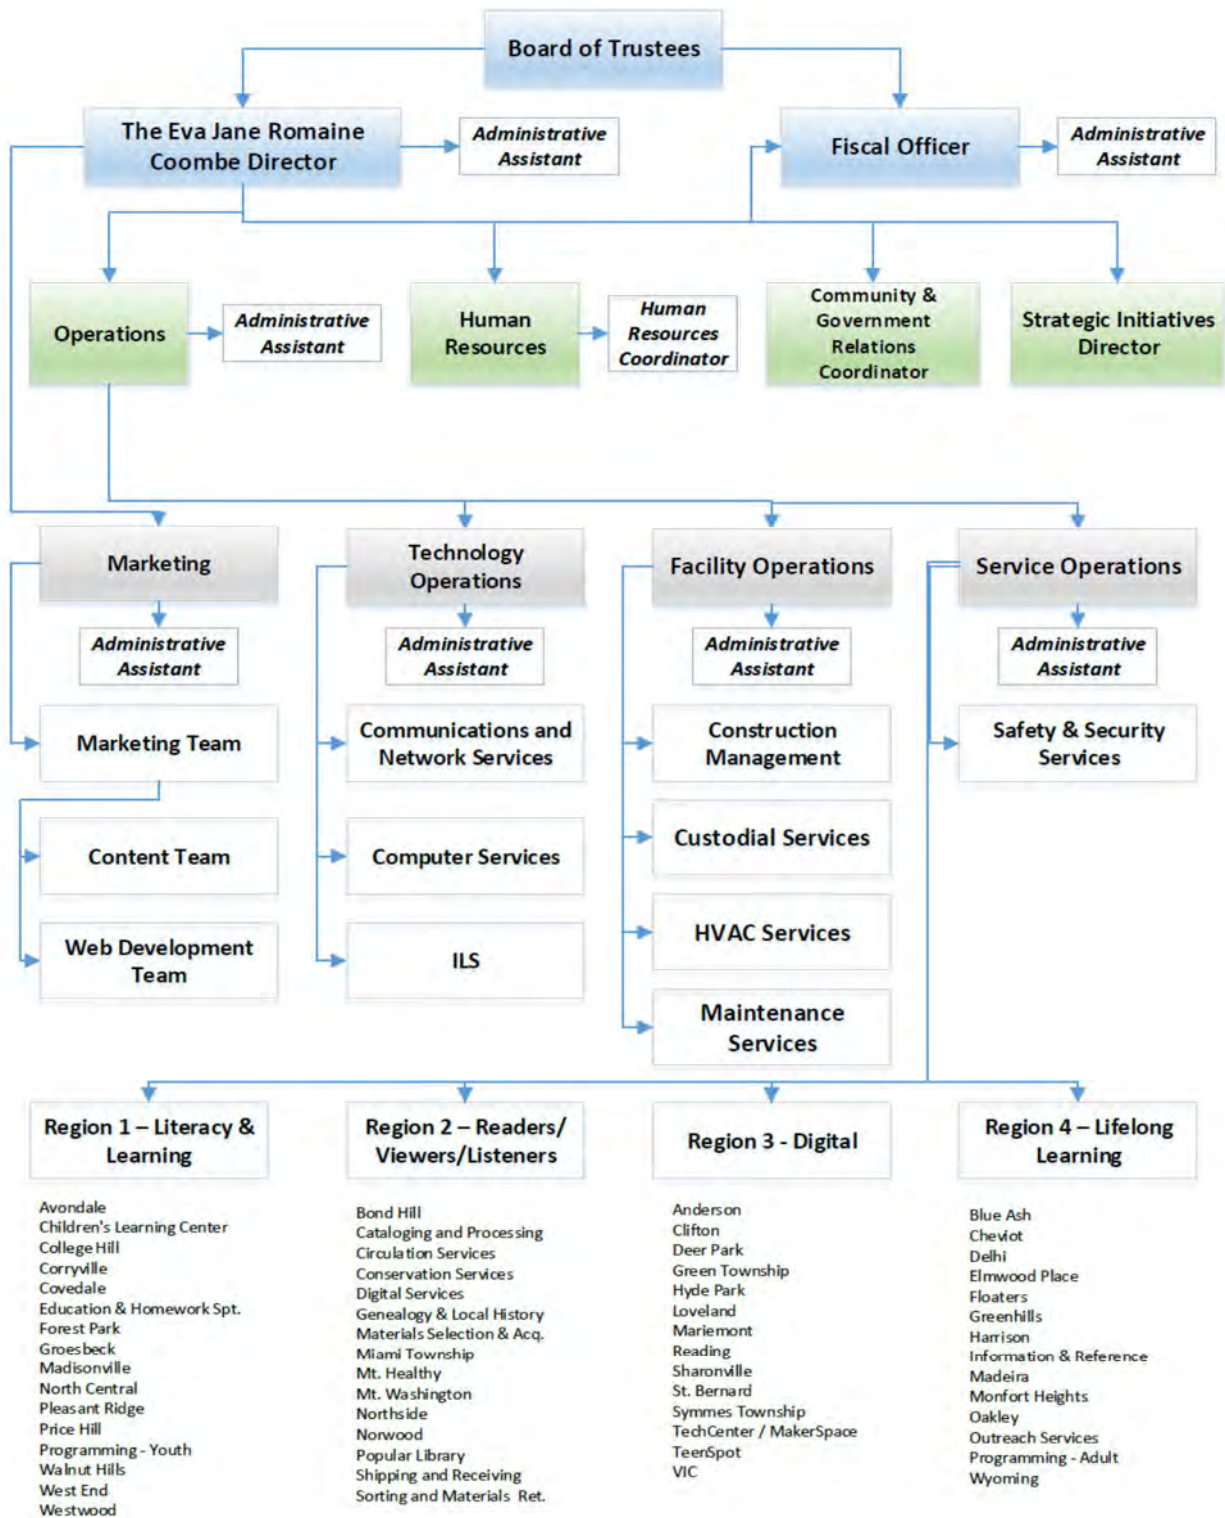 Board of Trustees
The Eva Jane Romaine
Coombe Director
Administrative
Assistant
Fiscal Officer
Administrative
Assistant
Operations
Administrative
Assistant
Human
Resources
Human
Resources
Coordinator
Community &
Government
Relations
Coordinator
Strategic Initiatives
Director
Marketing
Technology
Operations
Facility Operations
Service Operations
Administrative
Assistant
Administrative
Assistant
Administrative
Assistant
Administrative
Assistant
Marketing Team
Communications and
Network Services
Construction
Management
Safety & Security
Services
Content Team
Computer Services
Custodial Services
Web Development
Team
ILS
HVAC Services
Maintenance
Services
Region 1 – Literacy &
Learning
Region 2 – Readers/
Viewers/Listeners
Region 3 - Digital
Region 4 – Lifelong
Learning
Avondale
Children's Learning Center
College Hill
Corryville
Covedale
Education & Homework Spt.
Forest Park
Groesbeck
Madisonville
North Central
Pleasant Ridge
Price Hill
Programming - Youth
Walnut Hills
West End
Westwood
Bond Hill
Cataloging and Processing
Circulation Services
Conservation Services
Digital Services
Genealogy & Local History
Materials Selection & Acq.
Miami Township
Mt. Healthy
Mt. Washington
Northside
Norwood
Popular Library
Shipping and Receiving
Sorting and Materials Ret.
Anderson
Clifton
Deer Park
Green Township
Hyde Park
Loveland
Mariemont
Reading
Sharonville
St. Bernard
Symmes Township
TechCenter / MakerSpace
TeenSpot
VIC
Blue Ash
Cheviot
Delhi
Elmwood Place
Floaters
Greenhills
Harrison
Information & Reference
Madeira
Monfort Heights
Oakley
Outreach Services
Programming - Adult
Wyoming